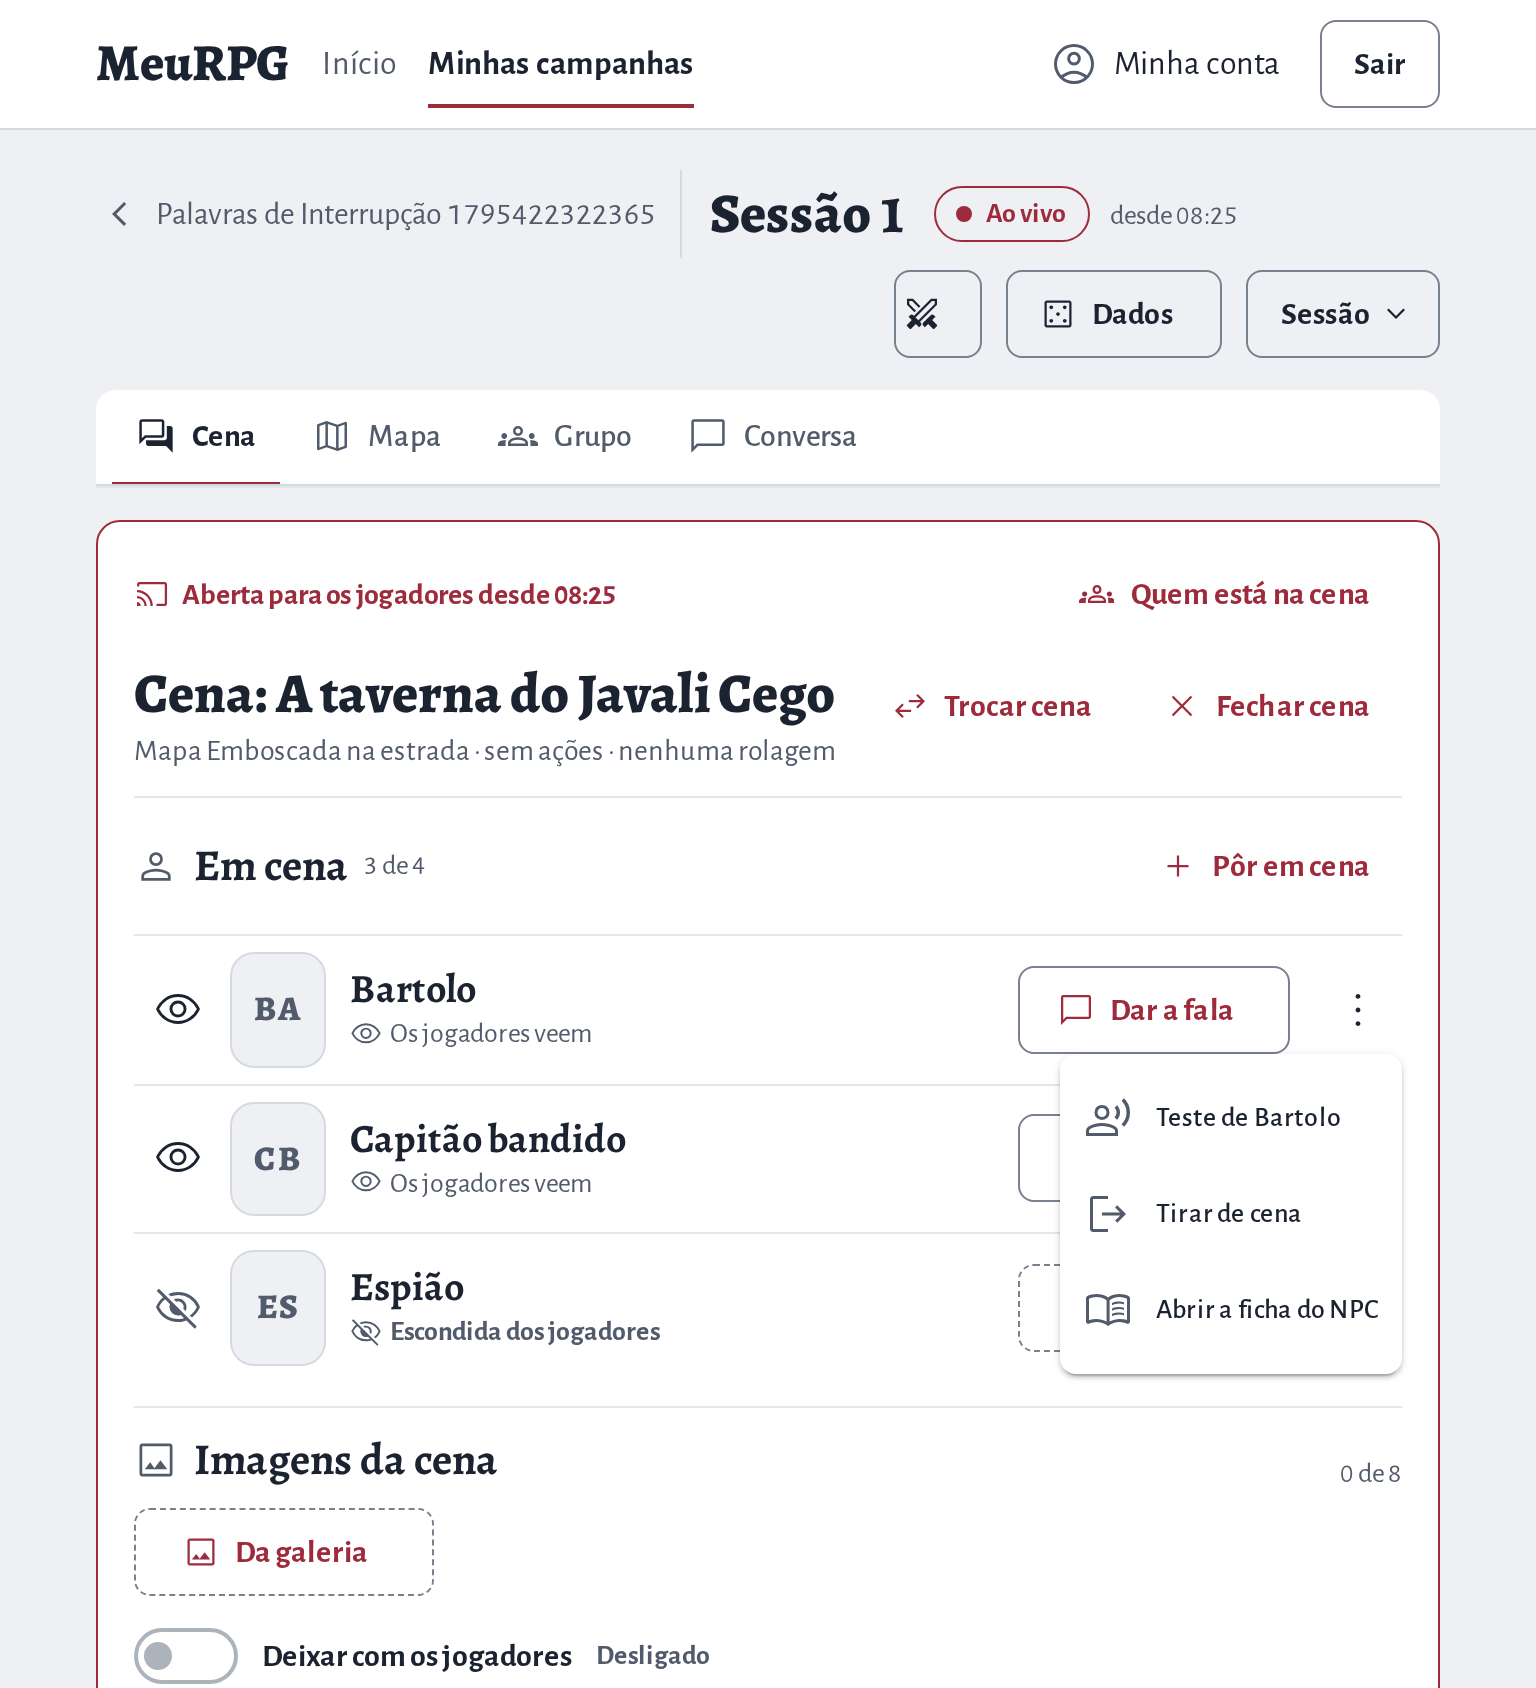 MeuRPG Início Minhas campanhas Minha conta Sair
Palavras de Interrupção 1795422322365 Sessão 1 Ao vivo desde 08:25
Dados Sessão
Cena Mapa Grupo Conversa
Aberta para os jogadores desde 08:25 Quem está na cena
Cena: A taverna do Javali Cego Trocar cena Fechar cena
Mapa Emboscada na estrada · sem ações · nenhuma rolagem
Em cena 3 de 4 Pôr em cena
BA Bartolo Dar a fala
Os jogadores veem
Teste de Bartolo
CB Capitão bandido
Os jogadores veem
Tirar de cena
ES Espião
Escondida dos jogadores
Abrir a ficha do NPC
Imagens da cena 0 de 8
Da galeria
Deixar com os jogadores Desligado